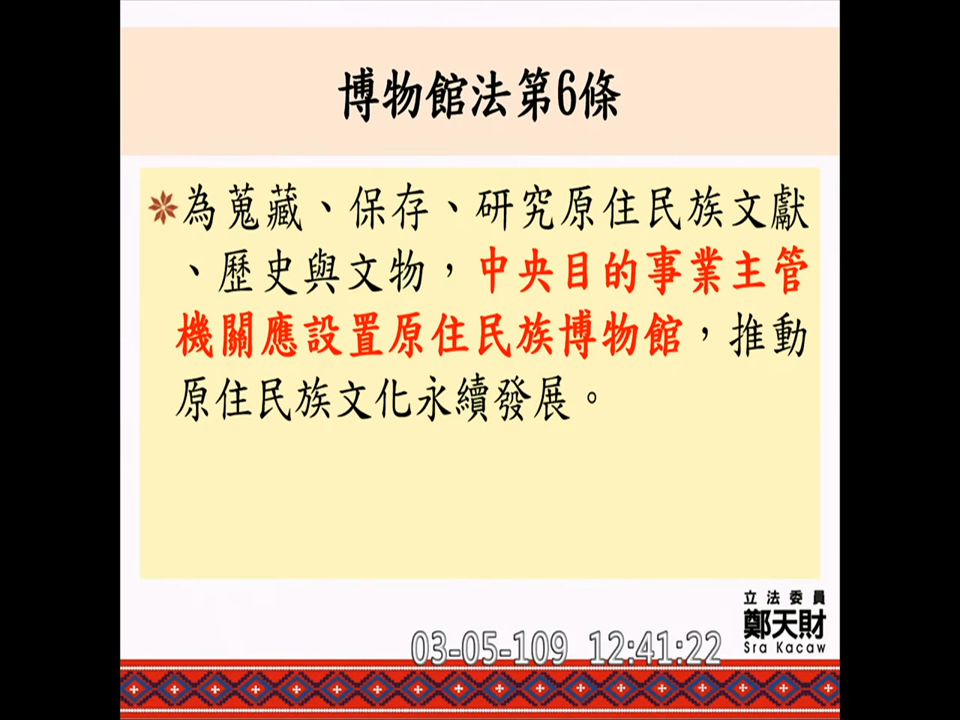 博物館法第6條
為蒐藏、保存、研究原住民族文獻
、歷史與文物，中央目的事業主管
機關應設置原住民族博物館，推動
原住民族文化永續發展。
立法委員
鄭天財
Sra Kacaw
03-05-109 12:41:22